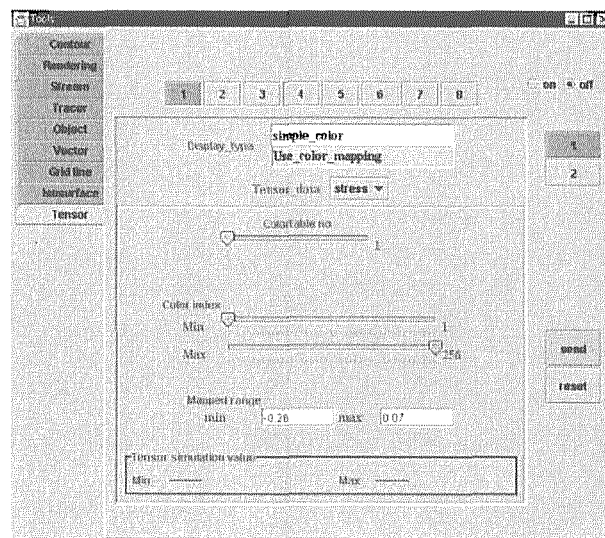 Tools
Contour
Rendering
Stream
Tracer
Object
Vector
Grid line
Isosurface
Tensor
1 2 3 4 5 6 7 8
on off
Display_type
simple_color
Use_color_mapping
Tensor_data stress
1
2
Colortable no
1
Color index
Min 1
Max 256
send
reset
Mapped range
min -0.26 max 0.07
Tensor simulation value
Min ---- Max ----